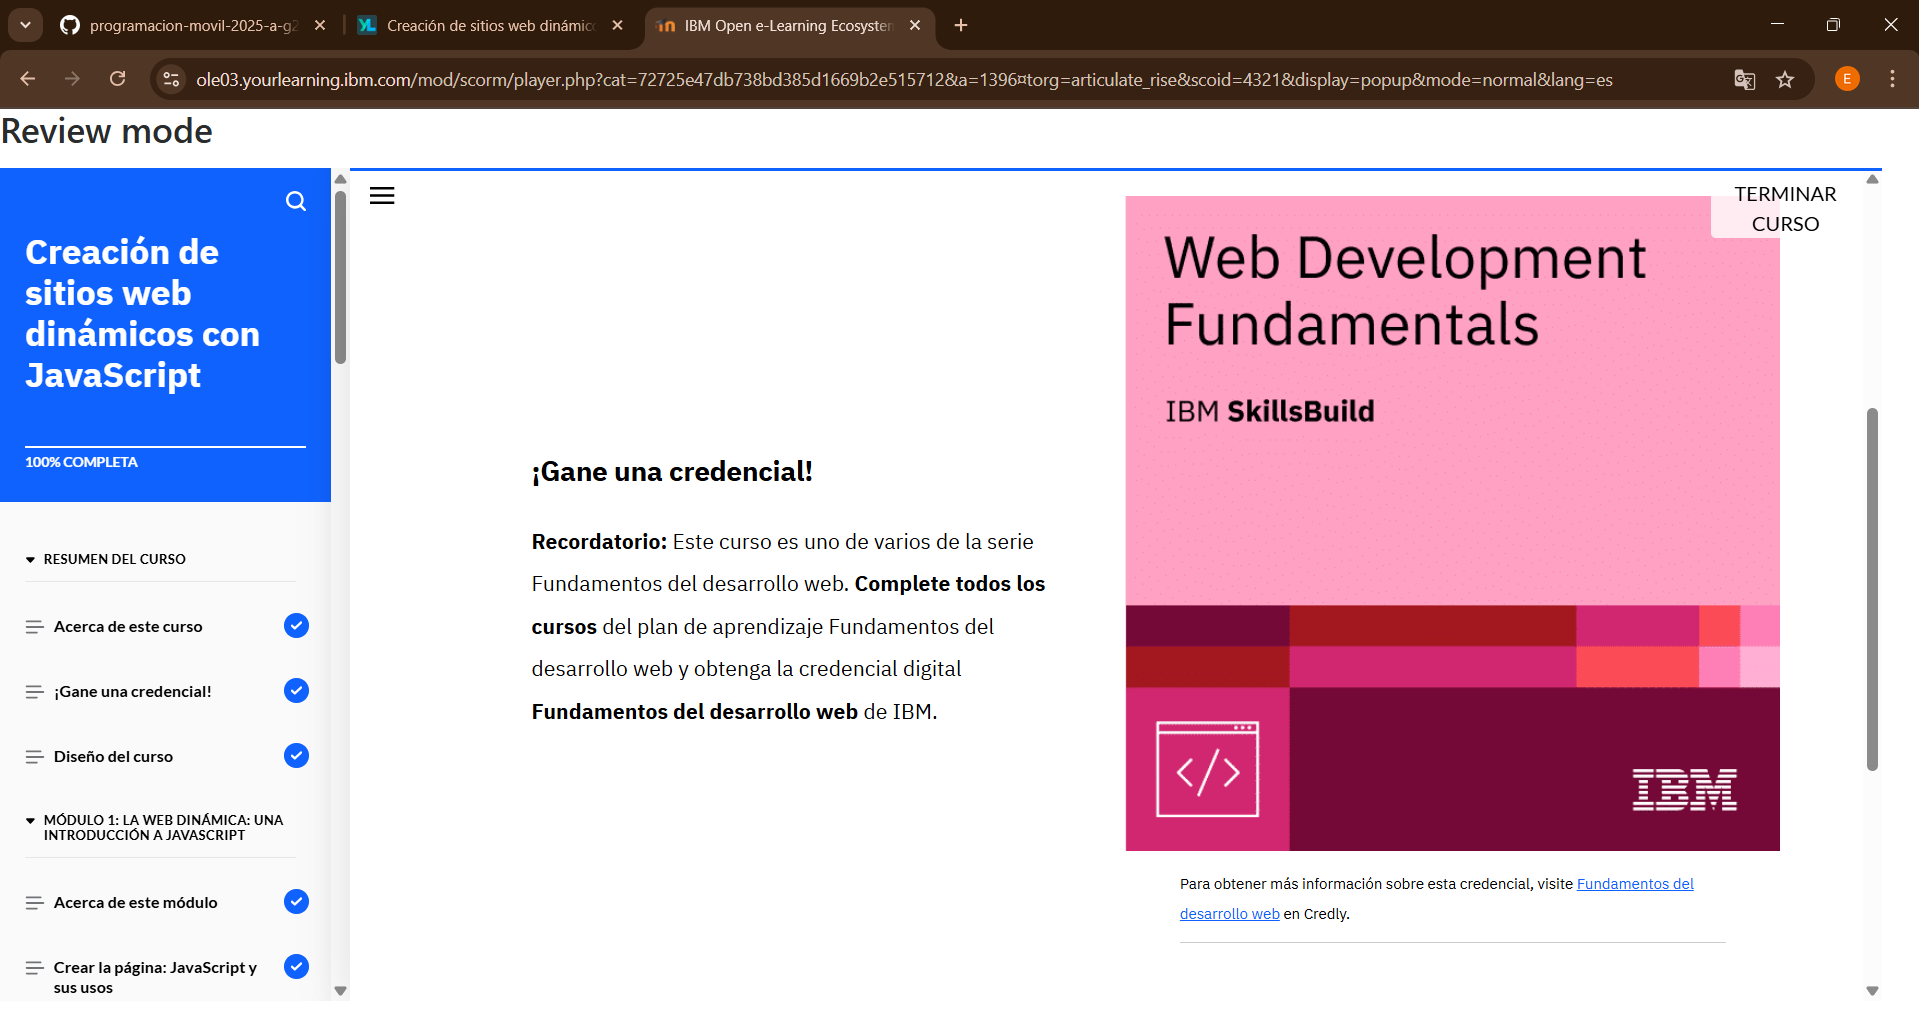 programacion-movil-2025-a-g2
Creación de sitios web dinámic
IBM Open e-Learning Ecosystem
ole03.yourlearning.ibm.com/mod/scorm/player.php?cat=72725e47db738bd385d1669b2e515712&a=1396¤torg=articulate_rise&scoid=4321&display=popup&mode=normal&lang=es
E
Review mode
Creación de
sitios web
dinámicos con
JavaScript
100% COMPLETA
RESUMEN DEL CURSO
Acerca de este curso
¡Gane una credencial!
Diseño del curso
MÓDULO 1: LA WEB DINÁMICA: UNA
INTRODUCCIÓN A JAVASCRIPT
Acerca de este módulo
Crear la página: JavaScript y
sus usos
TERMINAR
CURSO
¡Gane una credencial!
Recordatorio: Este curso es uno de varios de la serie
Fundamentos del desarrollo web. Complete todos los
cursos del plan de aprendizaje Fundamentos del
desarrollo web y obtenga la credencial digital
Fundamentos del desarrollo web de IBM.
Web Development
Fundamentals
IBM SkillsBuild
</>
IBM
Para obtener más información sobre esta credencial, visite Fundamentos del
desarrollo web en Credly.